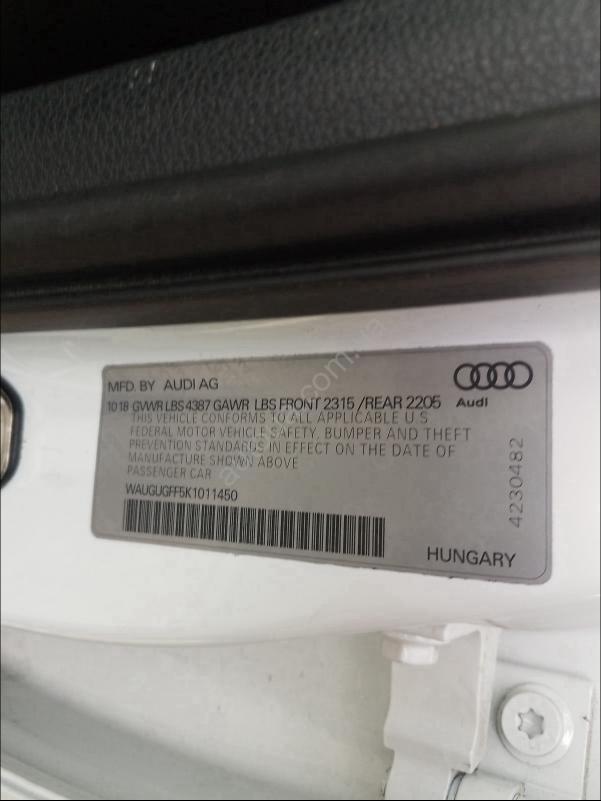 MFD. BY AUDI AG
10 18 GVWR LBS 4387 GAWR LBS FRONT 2315 /REAR 2205
Audi
THIS VEHICLE CONFORMS TO ALL APPLICABLE U.S
FEDERAL MOTOR VEHICLE SAFETY, BUMPER AND THEFT
PREVENTION STANDARDS IN EFFECT ON THE DATE OF
MANUFACTURE SHOWN ABOVE
PASSENGER CAR
WAUGUGFF5K1011450
4230482
HUNGARY